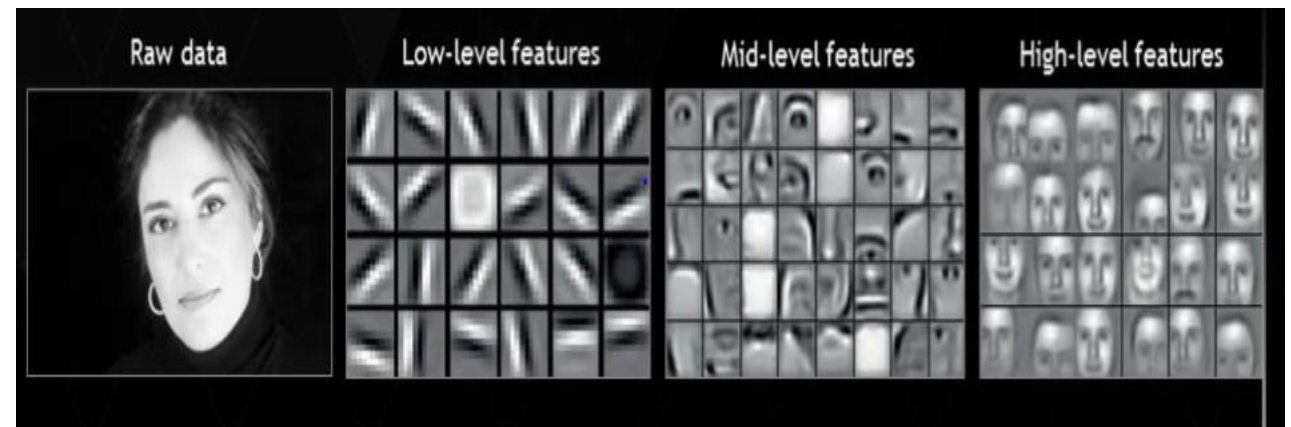 Raw data
Low-level features
Mid-level features
High-level features